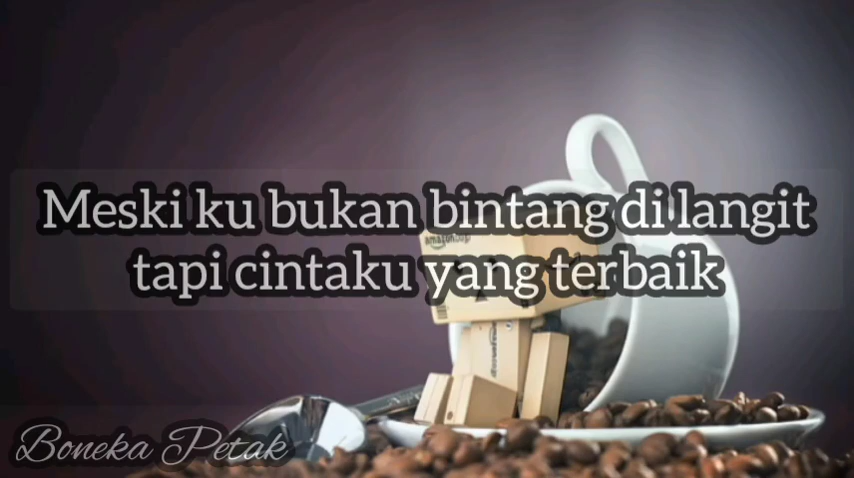 Meski ku bukan bintang di langit
tapi cintaku yang terbaik
Boneka Petak